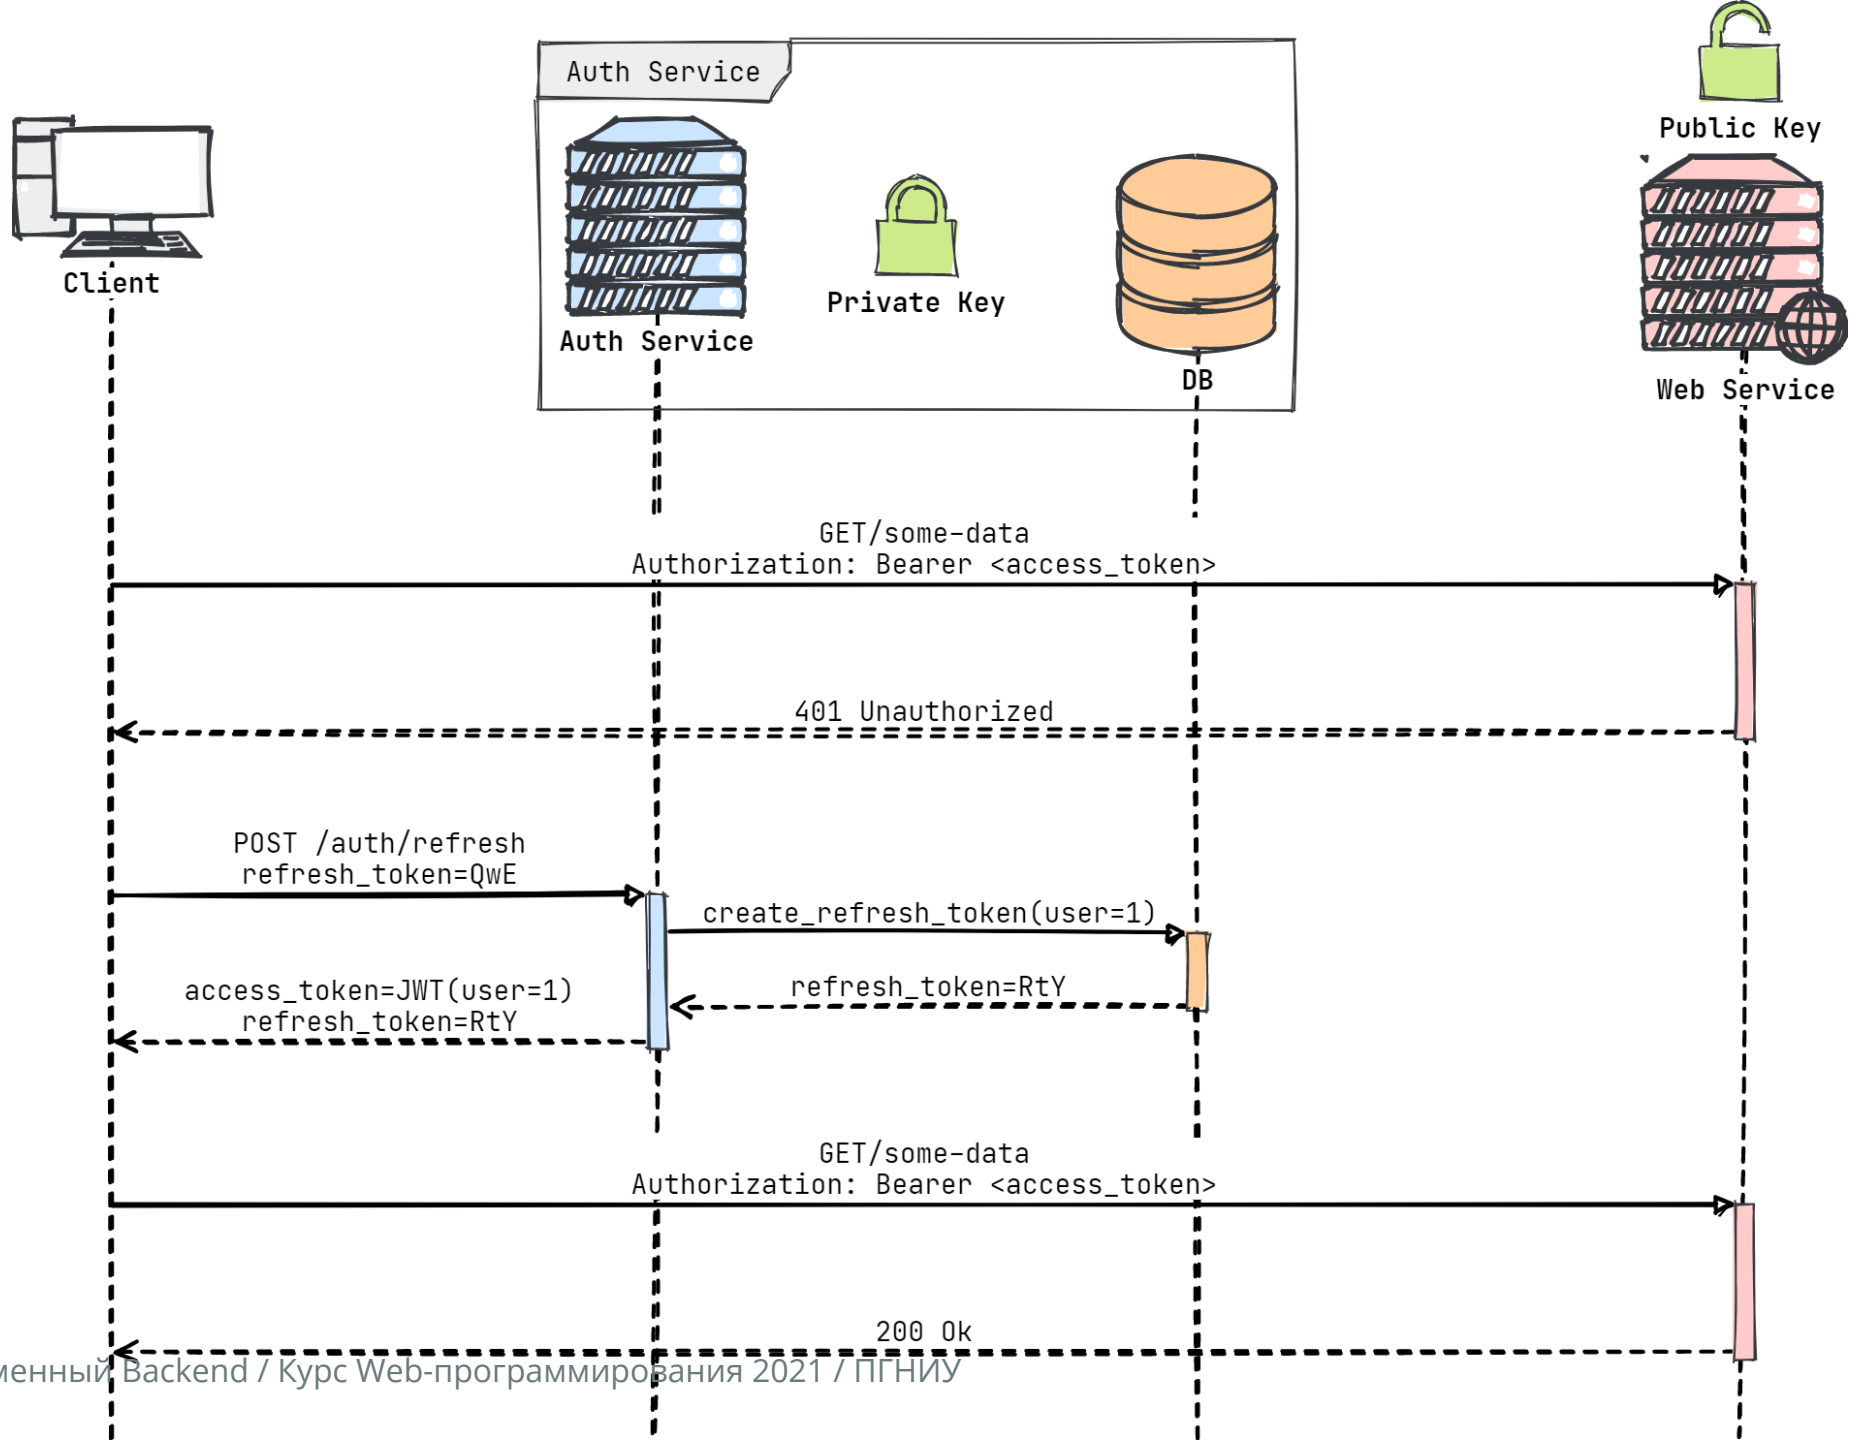 Auth Service
Public Key
Client
Private Key
Auth Service
DB
Web Service
GET/some-data
Authorization: Bearer <access_token>
401 Unauthorized
POST /auth/refresh
refresh_token=QwE
create_refresh_token(user=1)
refresh_token=RtY
access_token=JWT(user=1)
refresh_token=RtY
GET/some-data
Authorization: Bearer <access_token>
200 Ok
Backend / Курс Web-программирования 2021 / ПГНИУ